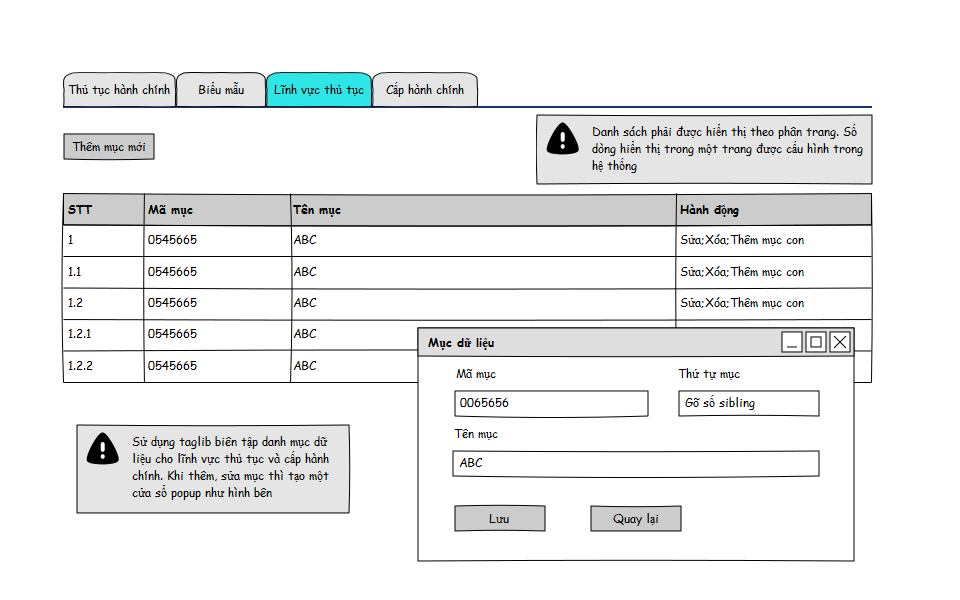 Thủ tục hành chính Biểu mẫu Lĩnh vực thủ tục Cấp hành chính
Thêm mục mới
Danh sách phải được hiển thị theo phân trang. Số
dòng hiển thị trong một trang được cấu hình trong
hệ thống
STT Mã mục Tên mục Hành động
1 0545665 ABC Sửa;Xóa;Thêm mục con
1.1 0545665 ABC Sửa;Xóa;Thêm mục con
1.2 0545665 ABC Sửa;Xóa;Thêm mục con
1.2.1 0545665 ABC
1.2.2 0545665 ABC
Mục dữ liệu
Mã mục Thứ tự mục
0065656 Gõ số sibling
Tên mục
ABC
Lưu Quay lại
Sử dụng taglib biên tập danh mục dữ
liệu cho lĩnh vực thủ tục và cấp hành
chính. Khi thêm, sửa mục thì tạo một
cửa sổ popup như hình bên